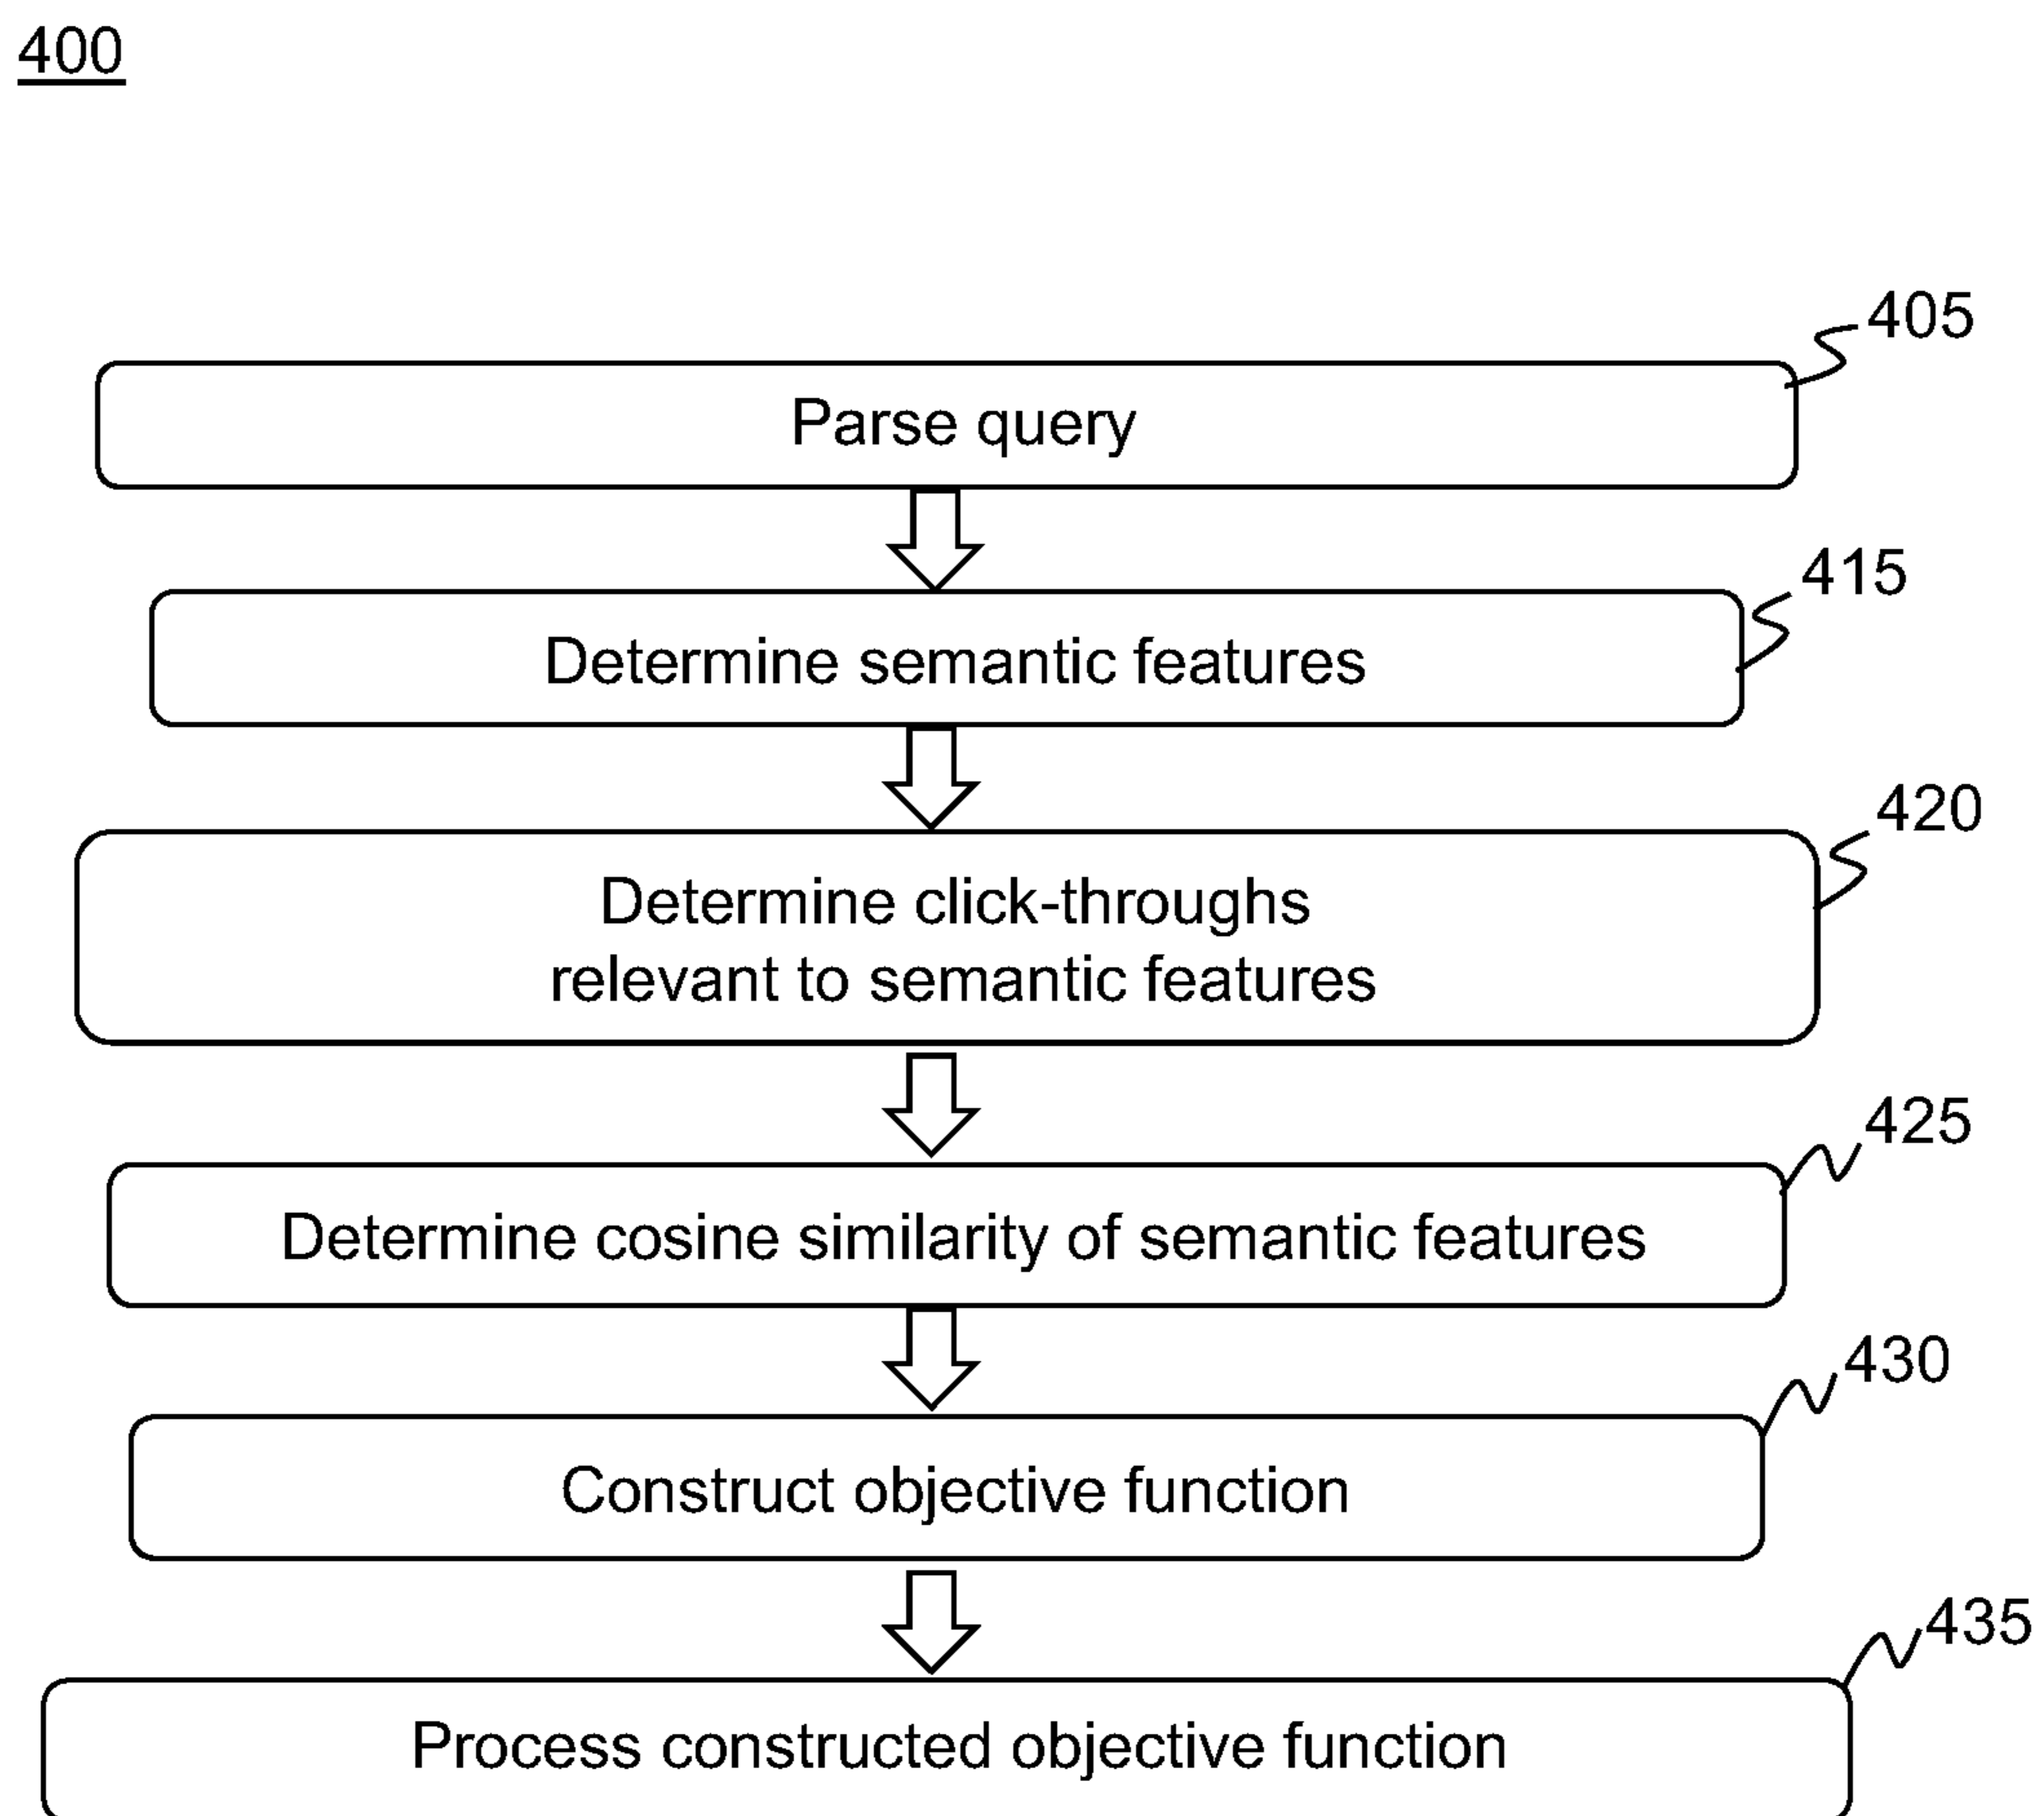 400
405
Parse query
415
Determine semantic features
420
Determine click-throughs
relevant to semantic features
425
Determine cosine similarity of semantic features
430
Construct objective function
435
Process constructed objective function